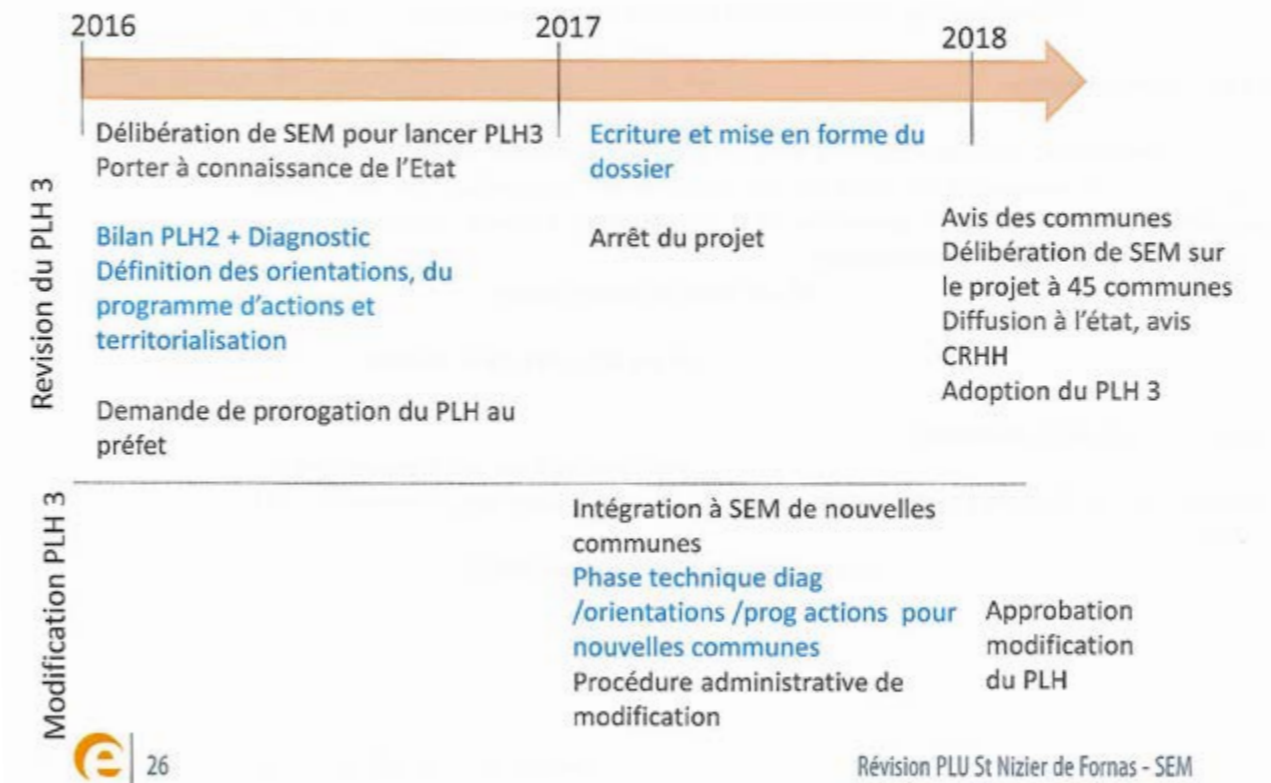 2016
2017
2018
Révision du PLH 3
Délibération de SEM pour lancer PLH3
Porter à connaissance de l'Etat
Bilan PLH2 + Diagnostic
Définition des orientations, du
programme d'actions et
territorialisation
Demande de prorogation du PLH au
préfet
Ecriture et mise en forme du
dossier
Arrêt du projet
Avis des communes
Délibération de SEM sur
le projet à 45 communes
Diffusion à l'état, avis
CRHH
Adoption du PLH 3
Modification PLH 3
Intégration à SEM de nouvelles
communes
Phase technique diag
/orientations /prog actions pour
nouvelles communes
Procédure administrative de
modification
Approbation
modification
du PLH
e 26
Révision PLU St Nizier de Fornas - SEM